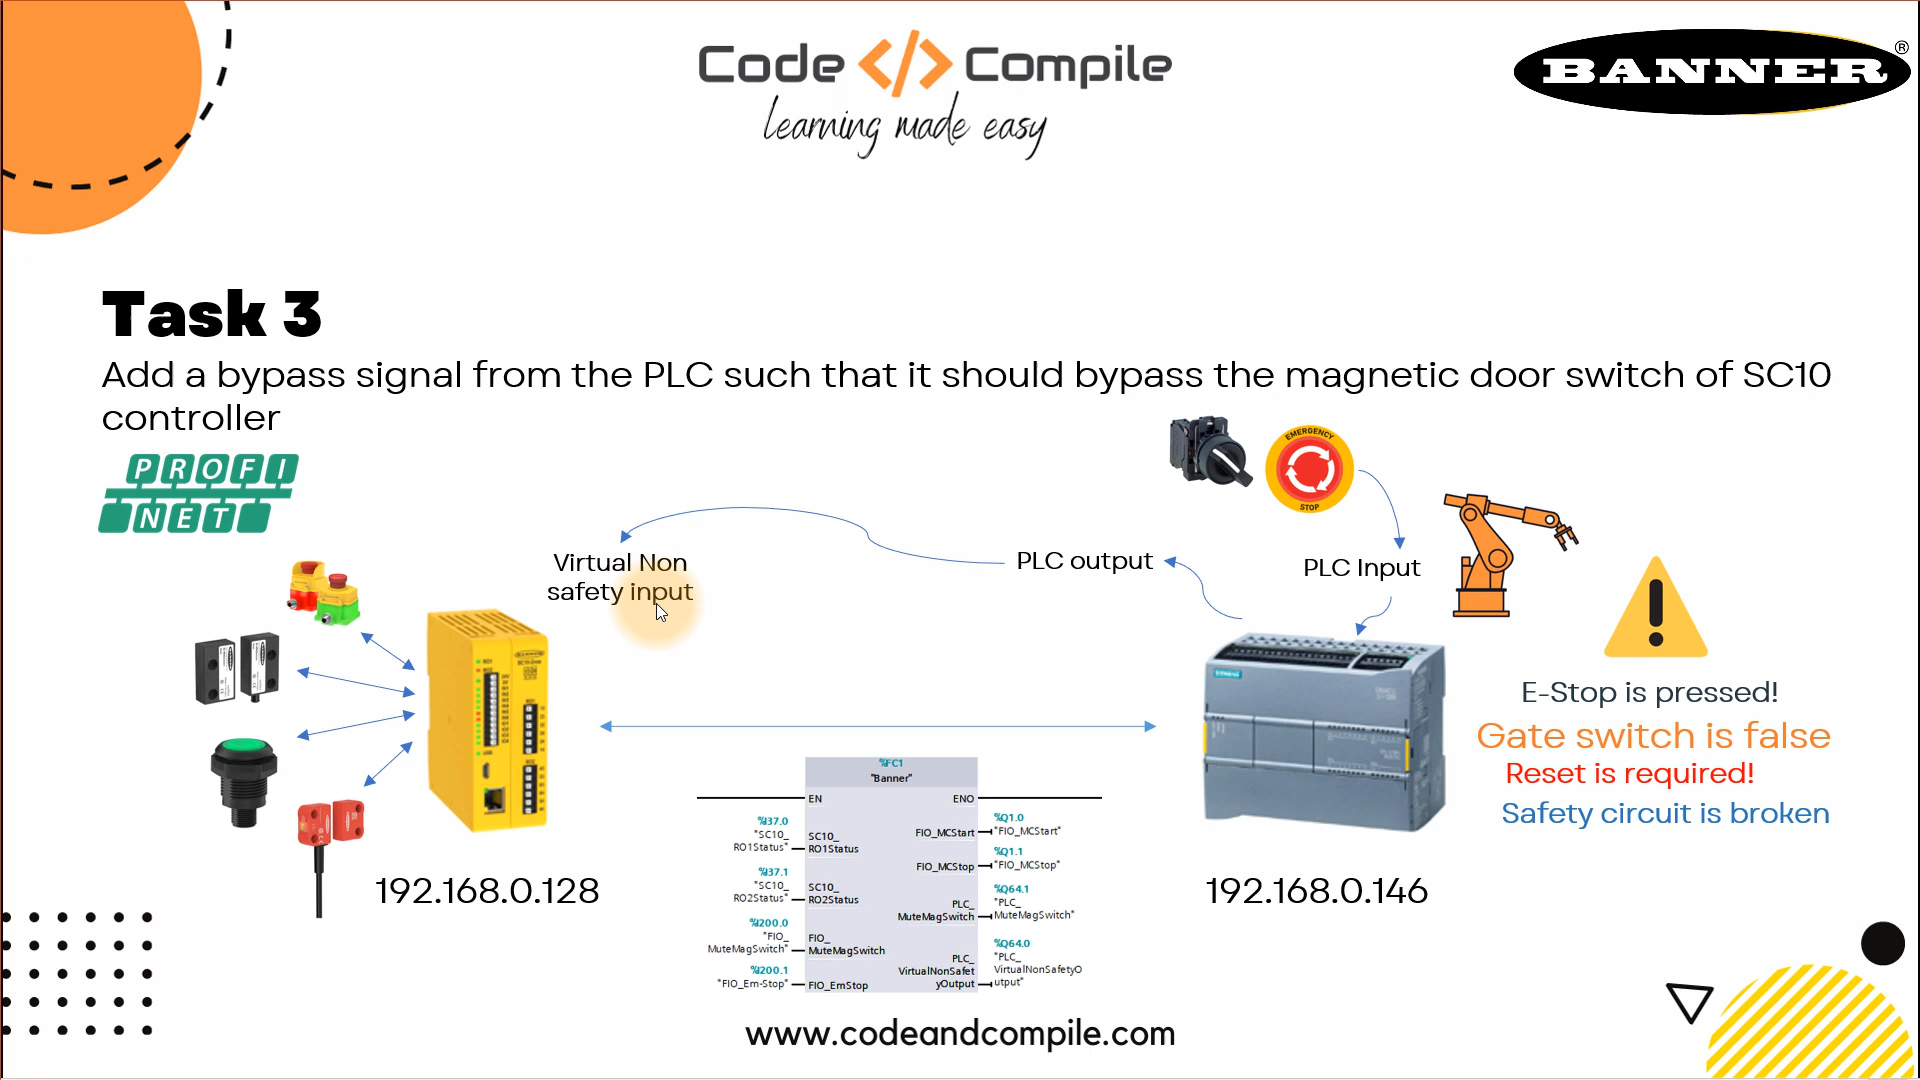 Code </> Compile
learning made easy
BANNER®
Task 3
Add a bypass signal from the PLC such that it should bypass the magnetic door switch of SC10
controller
PROFI
NET
EMERGENCY
STOP
Virtual Non
safety input
PLC output
PLC Input
SIEMENS
E-Stop is pressed!
Gate switch is false
Reset is required!
Safety circuit is broken
%FC1
"Banner"
EN
ENO
%I37.0
"SC10_
RO1Status"
SC10_
RO1Status
%I37.1
"SC10_
RO2Status"
SC10_
RO2Status
%I200.0
"FIO_
MuteMagSwitch"
FIO_
MuteMagSwitch
%I200.1
"FIO_Em-Stop"
FIO_EmStop
FIO_MCStart
%Q1.0
"FIO_MCStart"
FIO_MCStop
%Q1.1
"FIO_MCStop"
PLC_
MuteMagSwitch
%Q64.1
"PLC_
MuteMagSwitch"
PLC_
VirtualNonSafet
yOutput
%Q64.0
"PLC_
VirtualNonSafetyO
utput"
192.168.0.128
192.168.0.146
www.codeandcompile.com